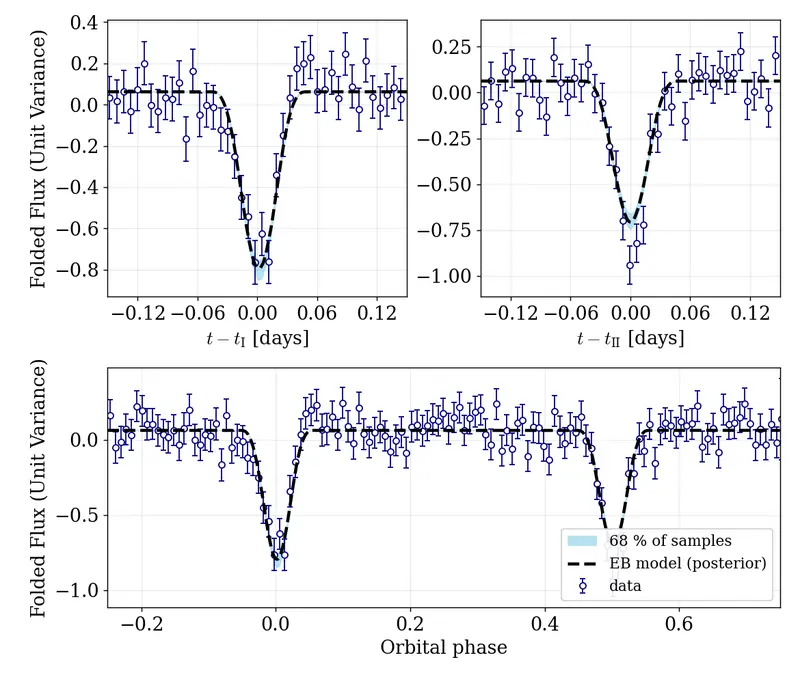 Folded Flux (Unit Variance)
0.4
0.2
0.0
−0.2
−0.4
−0.6
−0.8
−0.12 −0.06 0.00 0.06 0.12
t − tI [days]
0.25
0.00
−0.25
−0.50
−0.75
−1.00
−0.12 −0.06 0.00 0.06 0.12
t − tII [days]
Folded Flux (Unit Variance)
0.0
−0.5
−1.0
68 % of samples
EB model (posterior)
data
−0.2 0.0 0.2 0.4 0.6
Orbital phase